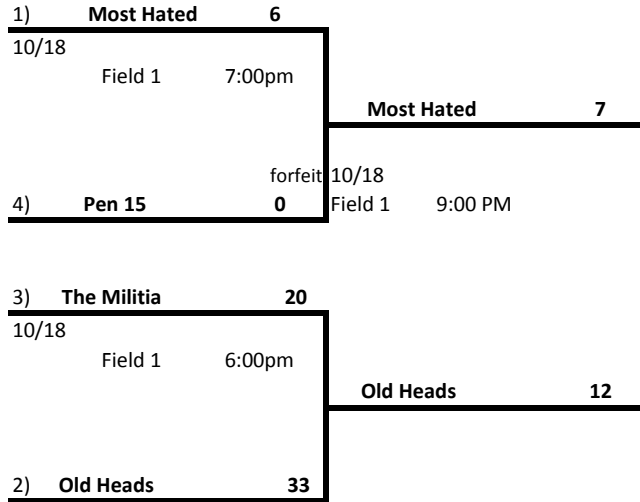 1) Most Hated 6
10/18
Field 1 7:00pm
Most Hated 7
forfeit 10/18
4) Pen 15 0 Field 1 9:00 PM
3) The Militia 20
10/18
Field 1 6:00pm
Old Heads 12
2) Old Heads 33